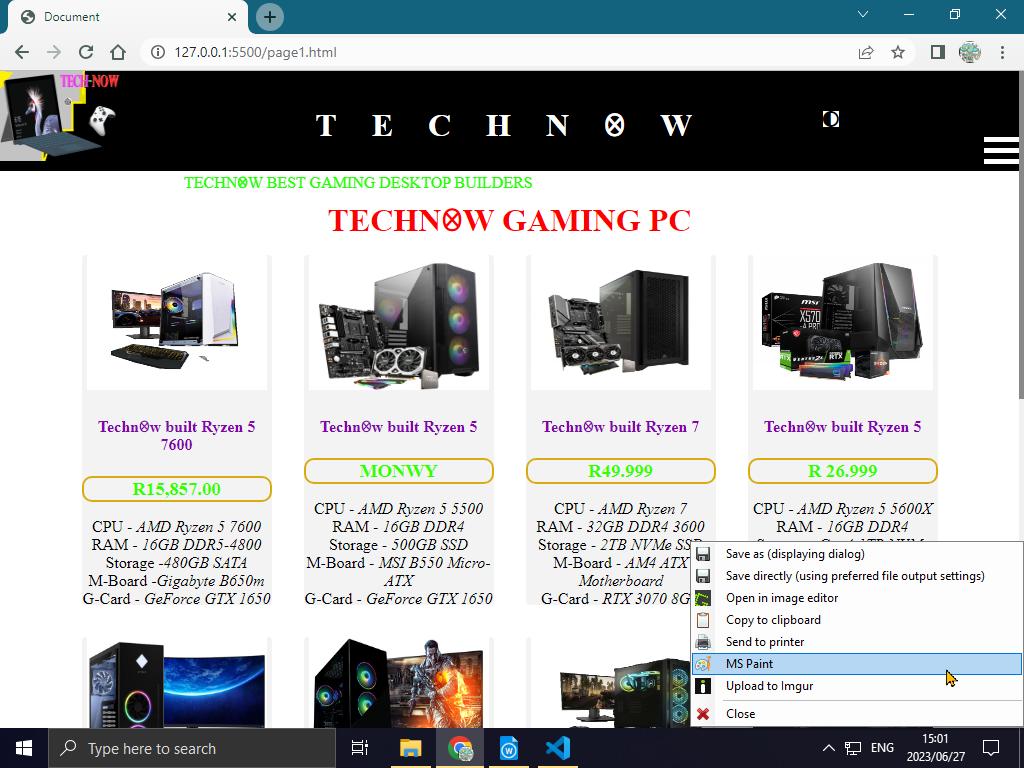 Document
127.0.0.1:5500/page1.html
TECH-NOW
T E C H N ⮿ W
TECHN⮿W BEST GAMING DESKTOP BUILDERS
TECHN⮿W GAMING PC
Techn⮿w built Ryzen 5
7600
R15,857.00
CPU - AMD Ryzen 5 7600
RAM - 16GB DDR5-4800
Storage -480GB SATA
M-Board -Gigabyte B650m
G-Card - GeForce GTX 1650
Techn⮿w built Ryzen 5
MONWY
CPU - AMD Ryzen 5 5500
RAM - 16GB DDR4
Storage - 500GB SSD
M-Board - MSI B550 Micro-
ATX
G-Card - GeForce GTX 1650
Techn⮿w built Ryzen 7
R49.999
CPU - AMD Ryzen 7
RAM - 32GB DDR4 3600
Storage - 2TB NVMe SSD
M-Board - AM4 ATX
Motherboard
G-Card - RTX 3070 8G
msi
X570
-A PRO
RTX
Techn⮿w built Ryzen 5
R 26.999
CPU - AMD Ryzen 5 5600X
RAM - 16GB DDR4
Save as (displaying dialog)
Save directly (using preferred file output settings)
Open in image editor
Copy to clipboard
Send to printer
MS Paint
Upload to Imgur
Close
Type here to search
ENG
15:01
2023/06/27